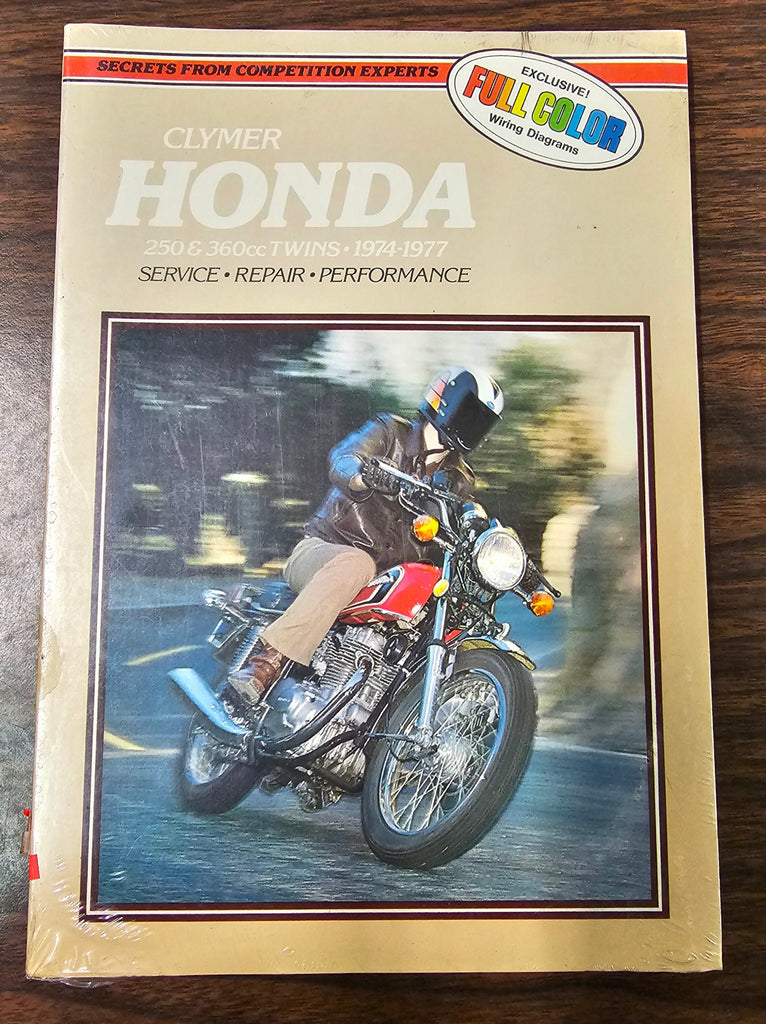 SECRETS FROM COMPETITION EXPERTS
EXCLUSIVE!
FULL COLOR
Wiring Diagrams
CLYMER
HONDA
250 & 360cc TWINS • 1974-1977
SERVICE • REPAIR • PERFORMANCE